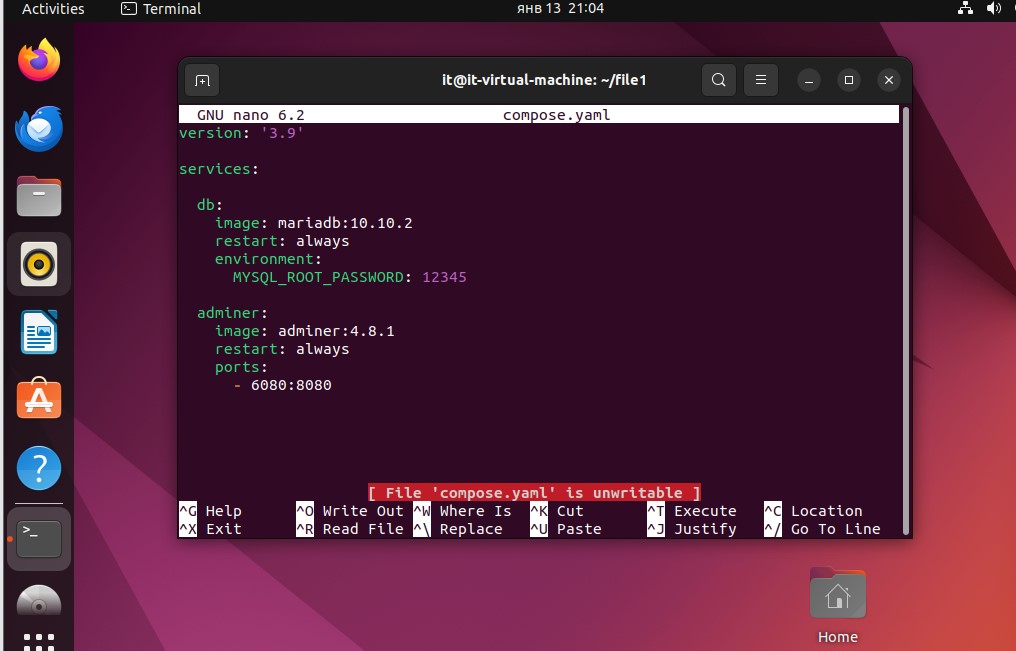 Activities Terminal янв 13 21:04
it@it-virtual-machine: ~/file1
GNU nano 6.2 compose.yaml
version: '3.9'
services:
db:
image: mariadb:10.10.2
restart: always
environment:
MYSQL_ROOT_PASSWORD: 12345
adminer:
image: adminer:4.8.1
restart: always
ports:
- 6080:8080
[ File 'compose.yaml' is unwritable ]
^G Help ^O Write Out ^W Where Is ^K Cut ^T Execute ^C Location
^X Exit ^R Read File ^\ Replace ^U Paste ^J Justify ^/ Go To Line
Home